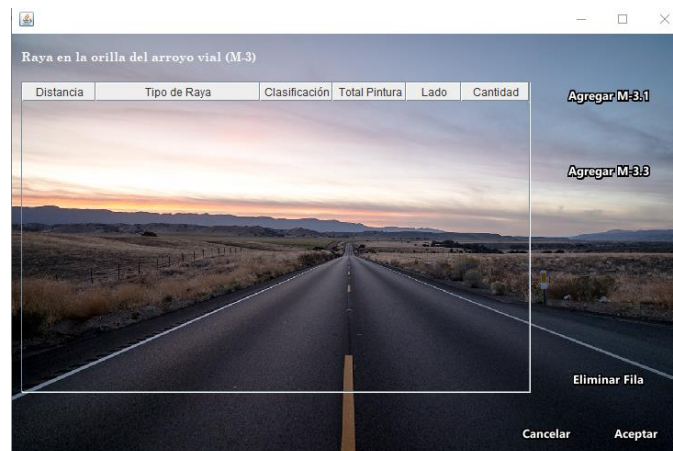 Raya en la orilla del arroyo vial (M-3)
Distancia Tipo de Raya Clasificación Total Pintura Lado Cantidad
Agregar M-3.1
Agregar M-3.3
Eliminar Fila
Cancelar Aceptar